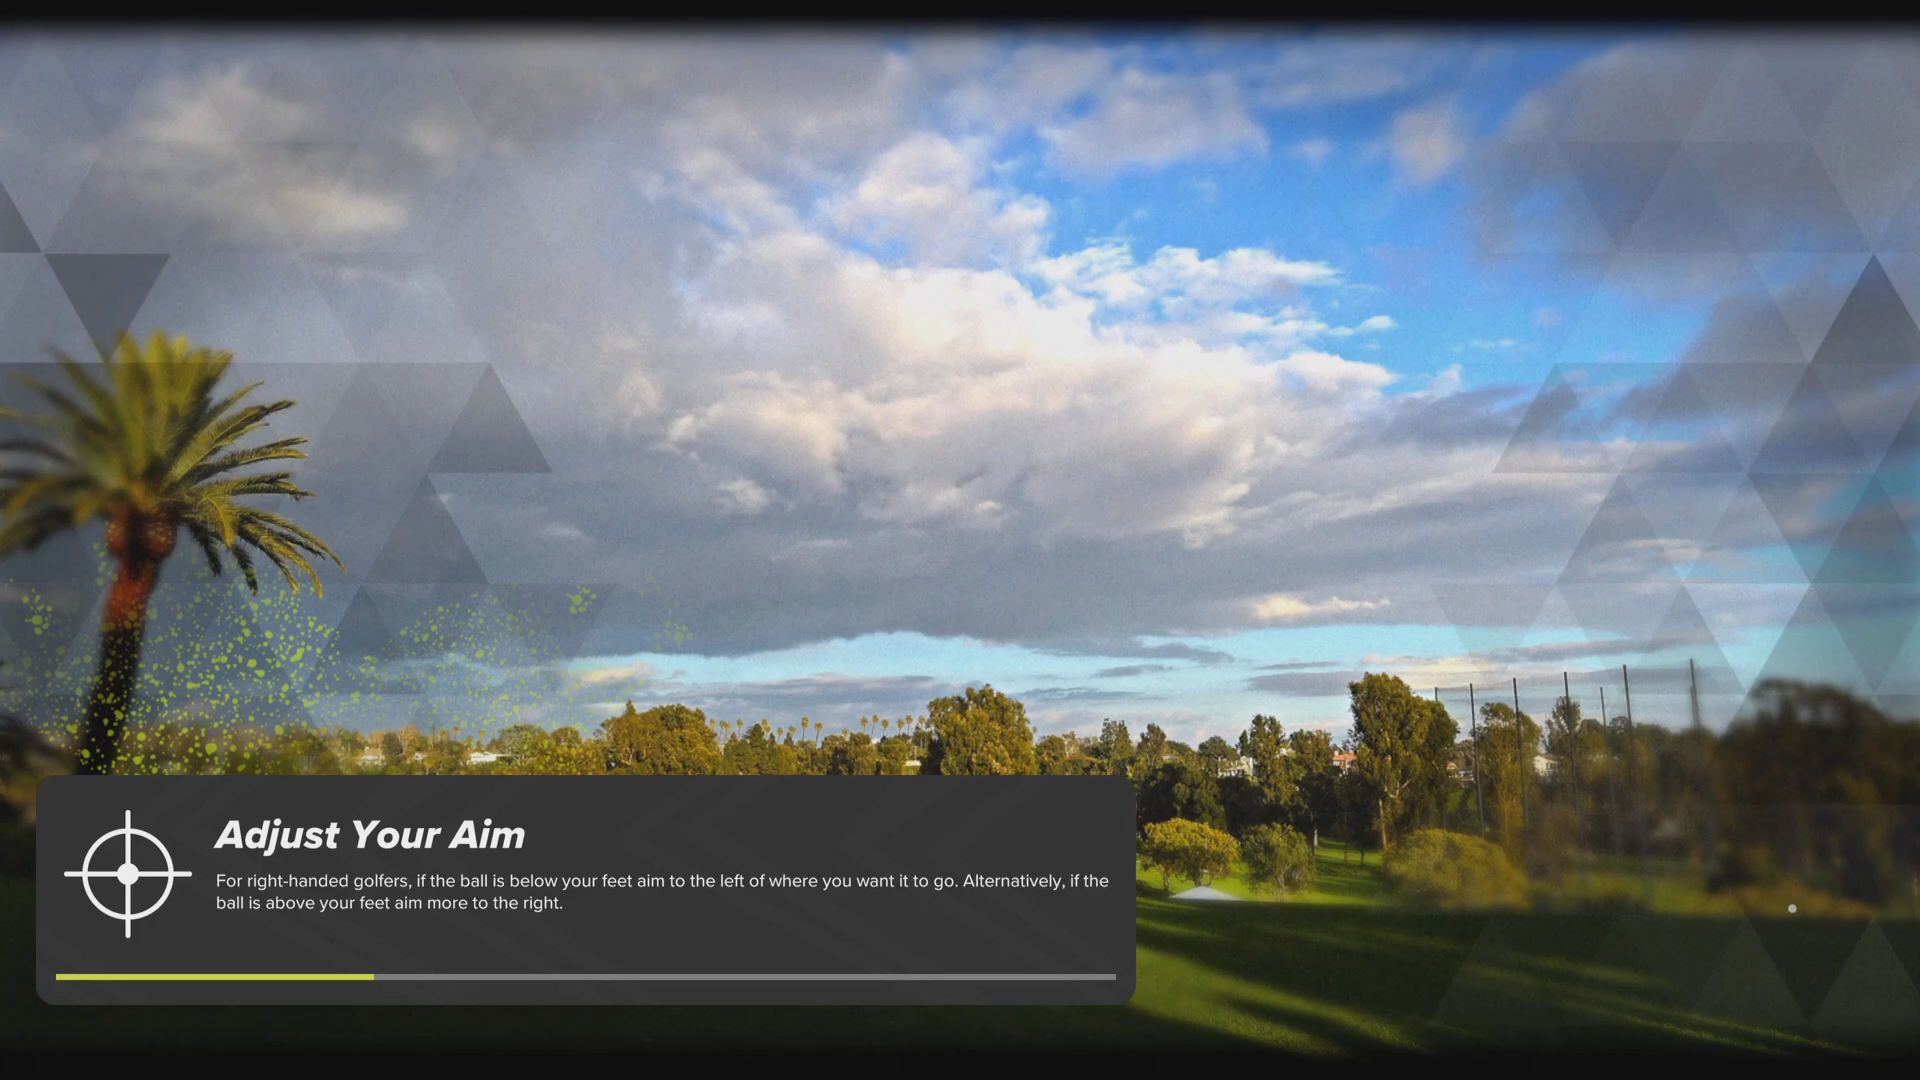 Adjust Your Aim
For right-handed golfers, if the ball is below your feet aim to the left of where you want it to go. Alternatively, if the
ball is above your feet aim more to the right.